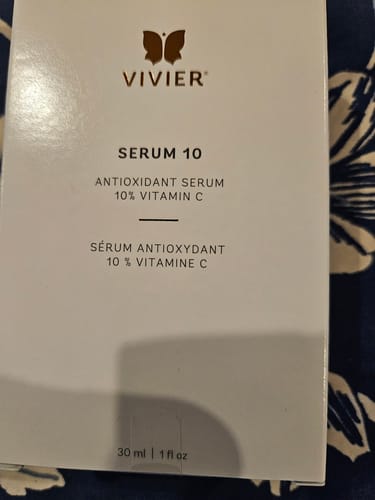 VIVIER®
SERUM 10
ANTIOXIDANT SERUM
10% VITAMIN C
SÉRUM ANTIOXYDANT
10 % VITAMINE C
30 ml | 1 fl oz